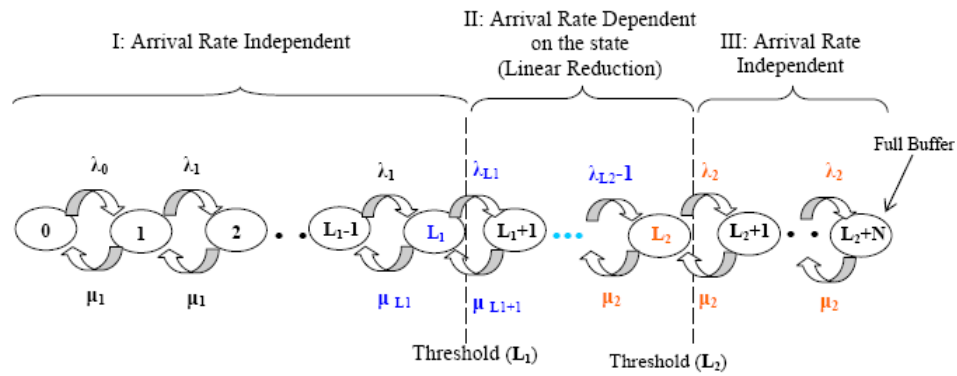 I: Arrival Rate Independent
II: Arrival Rate Dependent
on the state
(Linear Reduction)
III: Arrival Rate
Independent
Full Buffer
λ0 λ1 λ1 λL1 λL2-1 λ2 λ2
0 1 2 L1-1 L1 L1+1 L2 L2+1 L2+N
μ1 μ1 μ L1 μ L1+1 μ2 μ2 μ2
Threshold (L1)
Threshold (L2)